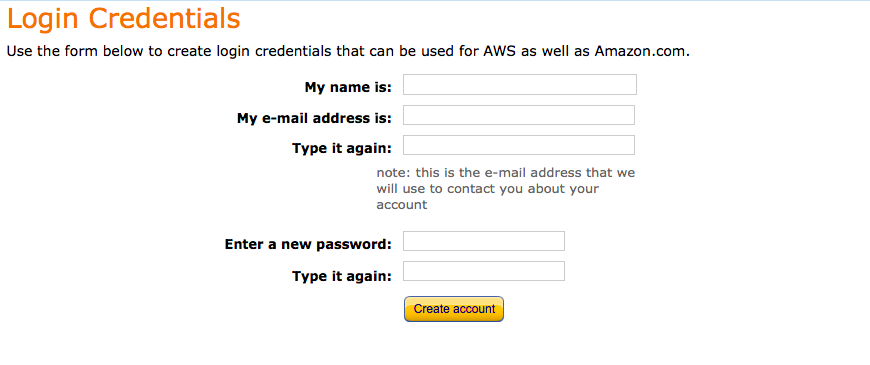 Login Credentials
Use the form below to create login credentials that can be used for AWS as well as Amazon.com.
My name is:
My e-mail address is:
Type it again:
note: this is the e-mail address that we
will use to contact you about your
account
Enter a new password:
Type it again:
Create account